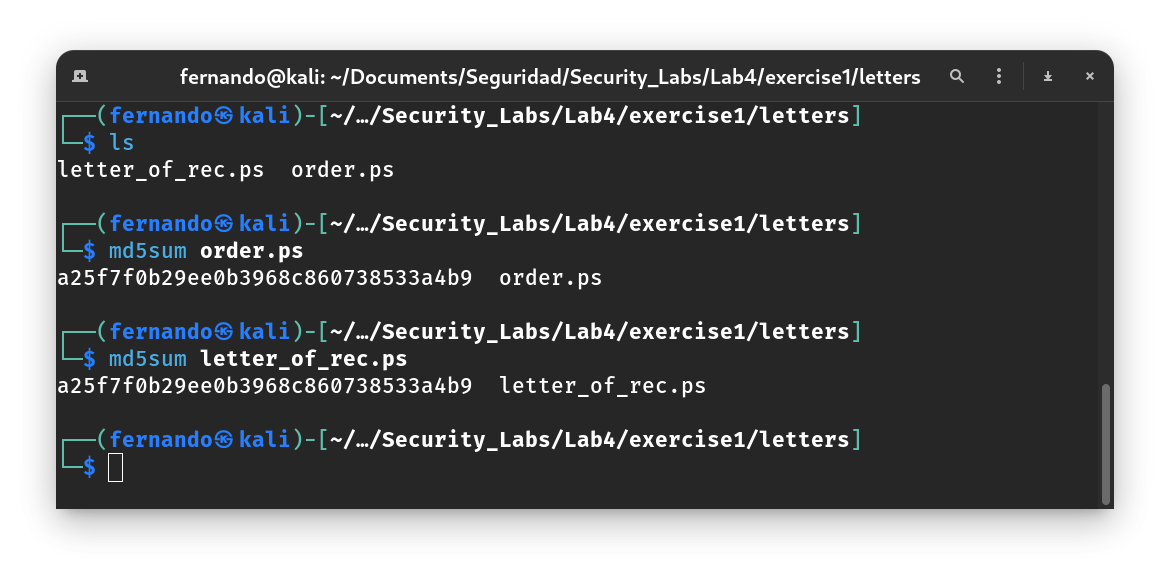 fernando@kali: ~/Documents/Seguridad/Security_Labs/Lab4/exercise1/letters
┌──(fernando㉿kali)-[~/…/Security_Labs/Lab4/exercise1/letters]
└─$ ls
letter_of_rec.ps  order.ps
┌──(fernando㉿kali)-[~/…/Security_Labs/Lab4/exercise1/letters]
└─$ md5sum order.ps
a25f7f0b29ee0b3968c860738533a4b9  order.ps
┌──(fernando㉿kali)-[~/…/Security_Labs/Lab4/exercise1/letters]
└─$ md5sum letter_of_rec.ps
a25f7f0b29ee0b3968c860738533a4b9  letter_of_rec.ps
┌──(fernando㉿kali)-[~/…/Security_Labs/Lab4/exercise1/letters]
└─$